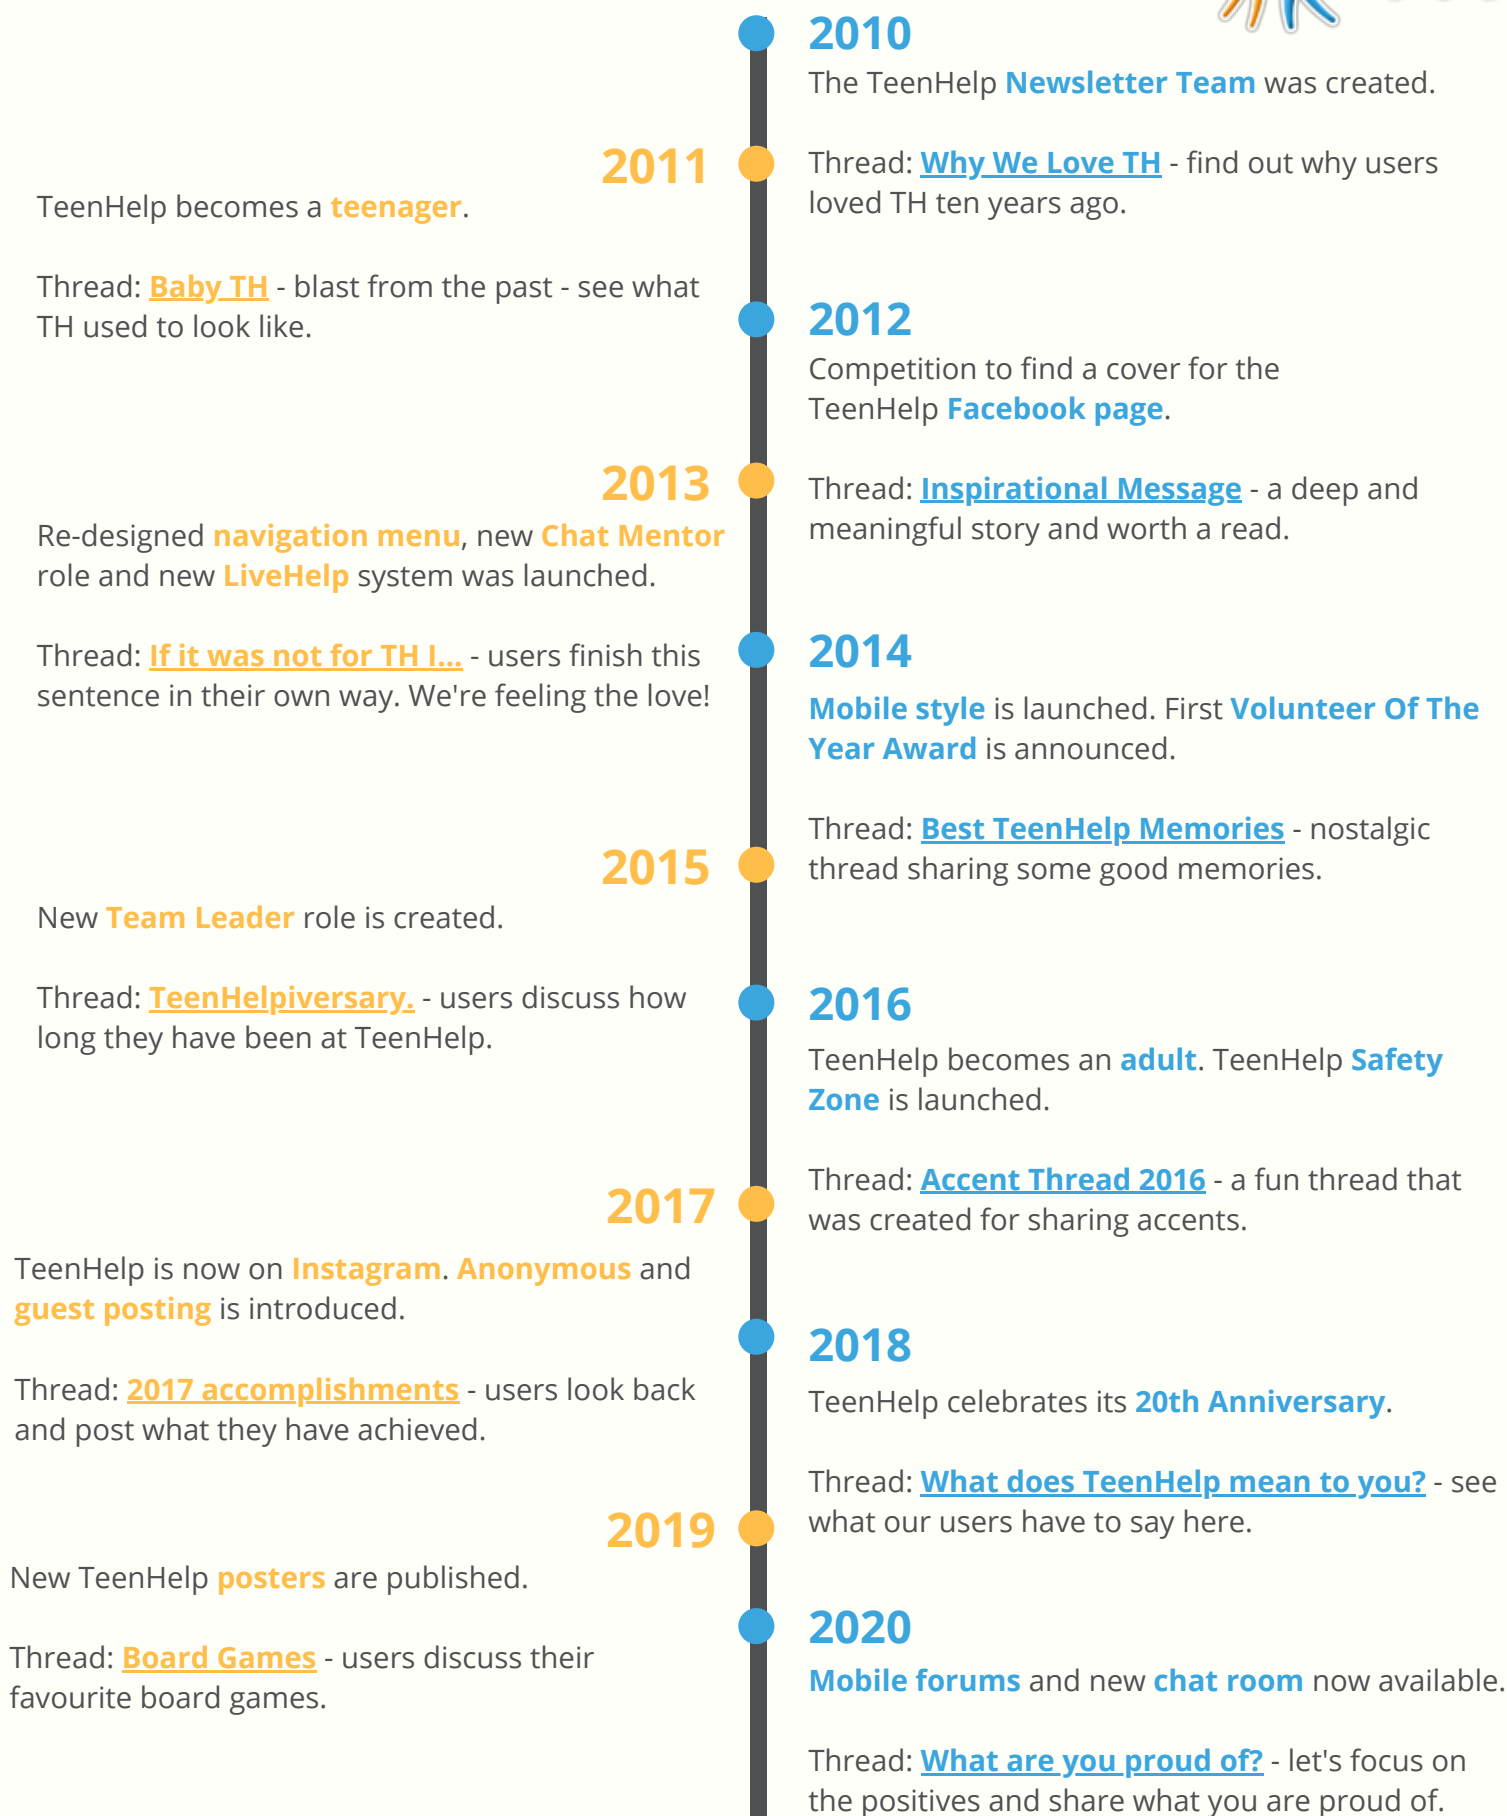 2010
The TeenHelp Newsletter Team was created.
Thread: Why We Love TH - find out why users
loved TH ten years ago.
2011
TeenHelp becomes a teenager.
Thread: Baby TH - blast from the past - see what
TH used to look like.
2012
Competition to find a cover for the
TeenHelp Facebook page.
Thread: Inspirational Message - a deep and
meaningful story and worth a read.
2013
Re-designed navigation menu, new Chat Mentor
role and new LiveHelp system was launched.
Thread: If it was not for TH I... - users finish this
sentence in their own way. We're feeling the love!
2014
Mobile style is launched. First Volunteer Of The
Year Award is announced.
Thread: Best TeenHelp Memories - nostalgic
thread sharing some good memories.
2015
New Team Leader role is created.
Thread: TeenHelpiversary. - users discuss how
long they have been at TeenHelp.
2016
TeenHelp becomes an adult. TeenHelp Safety
Zone is launched.
Thread: Accent Thread 2016 - a fun thread that
was created for sharing accents.
2017
TeenHelp is now on Instagram. Anonymous and
guest posting is introduced.
Thread: 2017 accomplishments - users look back
and post what they have achieved.
2018
TeenHelp celebrates its 20th Anniversary.
Thread: What does TeenHelp mean to you? - see
what our users have to say here.
2019
New TeenHelp posters are published.
Thread: Board Games - users discuss their
favourite board games.
2020
Mobile forums and new chat room now available.
Thread: What are you proud of? - let's focus on
the positives and share what you are proud of.